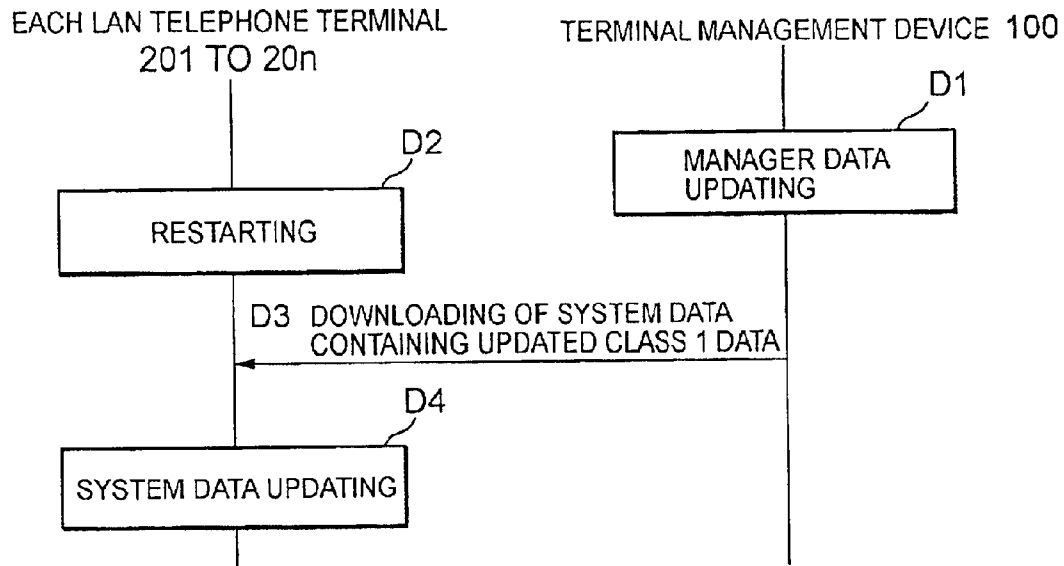 EACH LAN TELEPHONE TERMINAL
201 TO 20n
TERMINAL MANAGEMENT DEVICE 100
D1
MANAGER DATA
UPDATING
D2
RESTARTING
D3 DOWNLOADING OF SYSTEM DATA
CONTAINING UPDATED CLASS 1 DATA
D4
SYSTEM DATA UPDATING